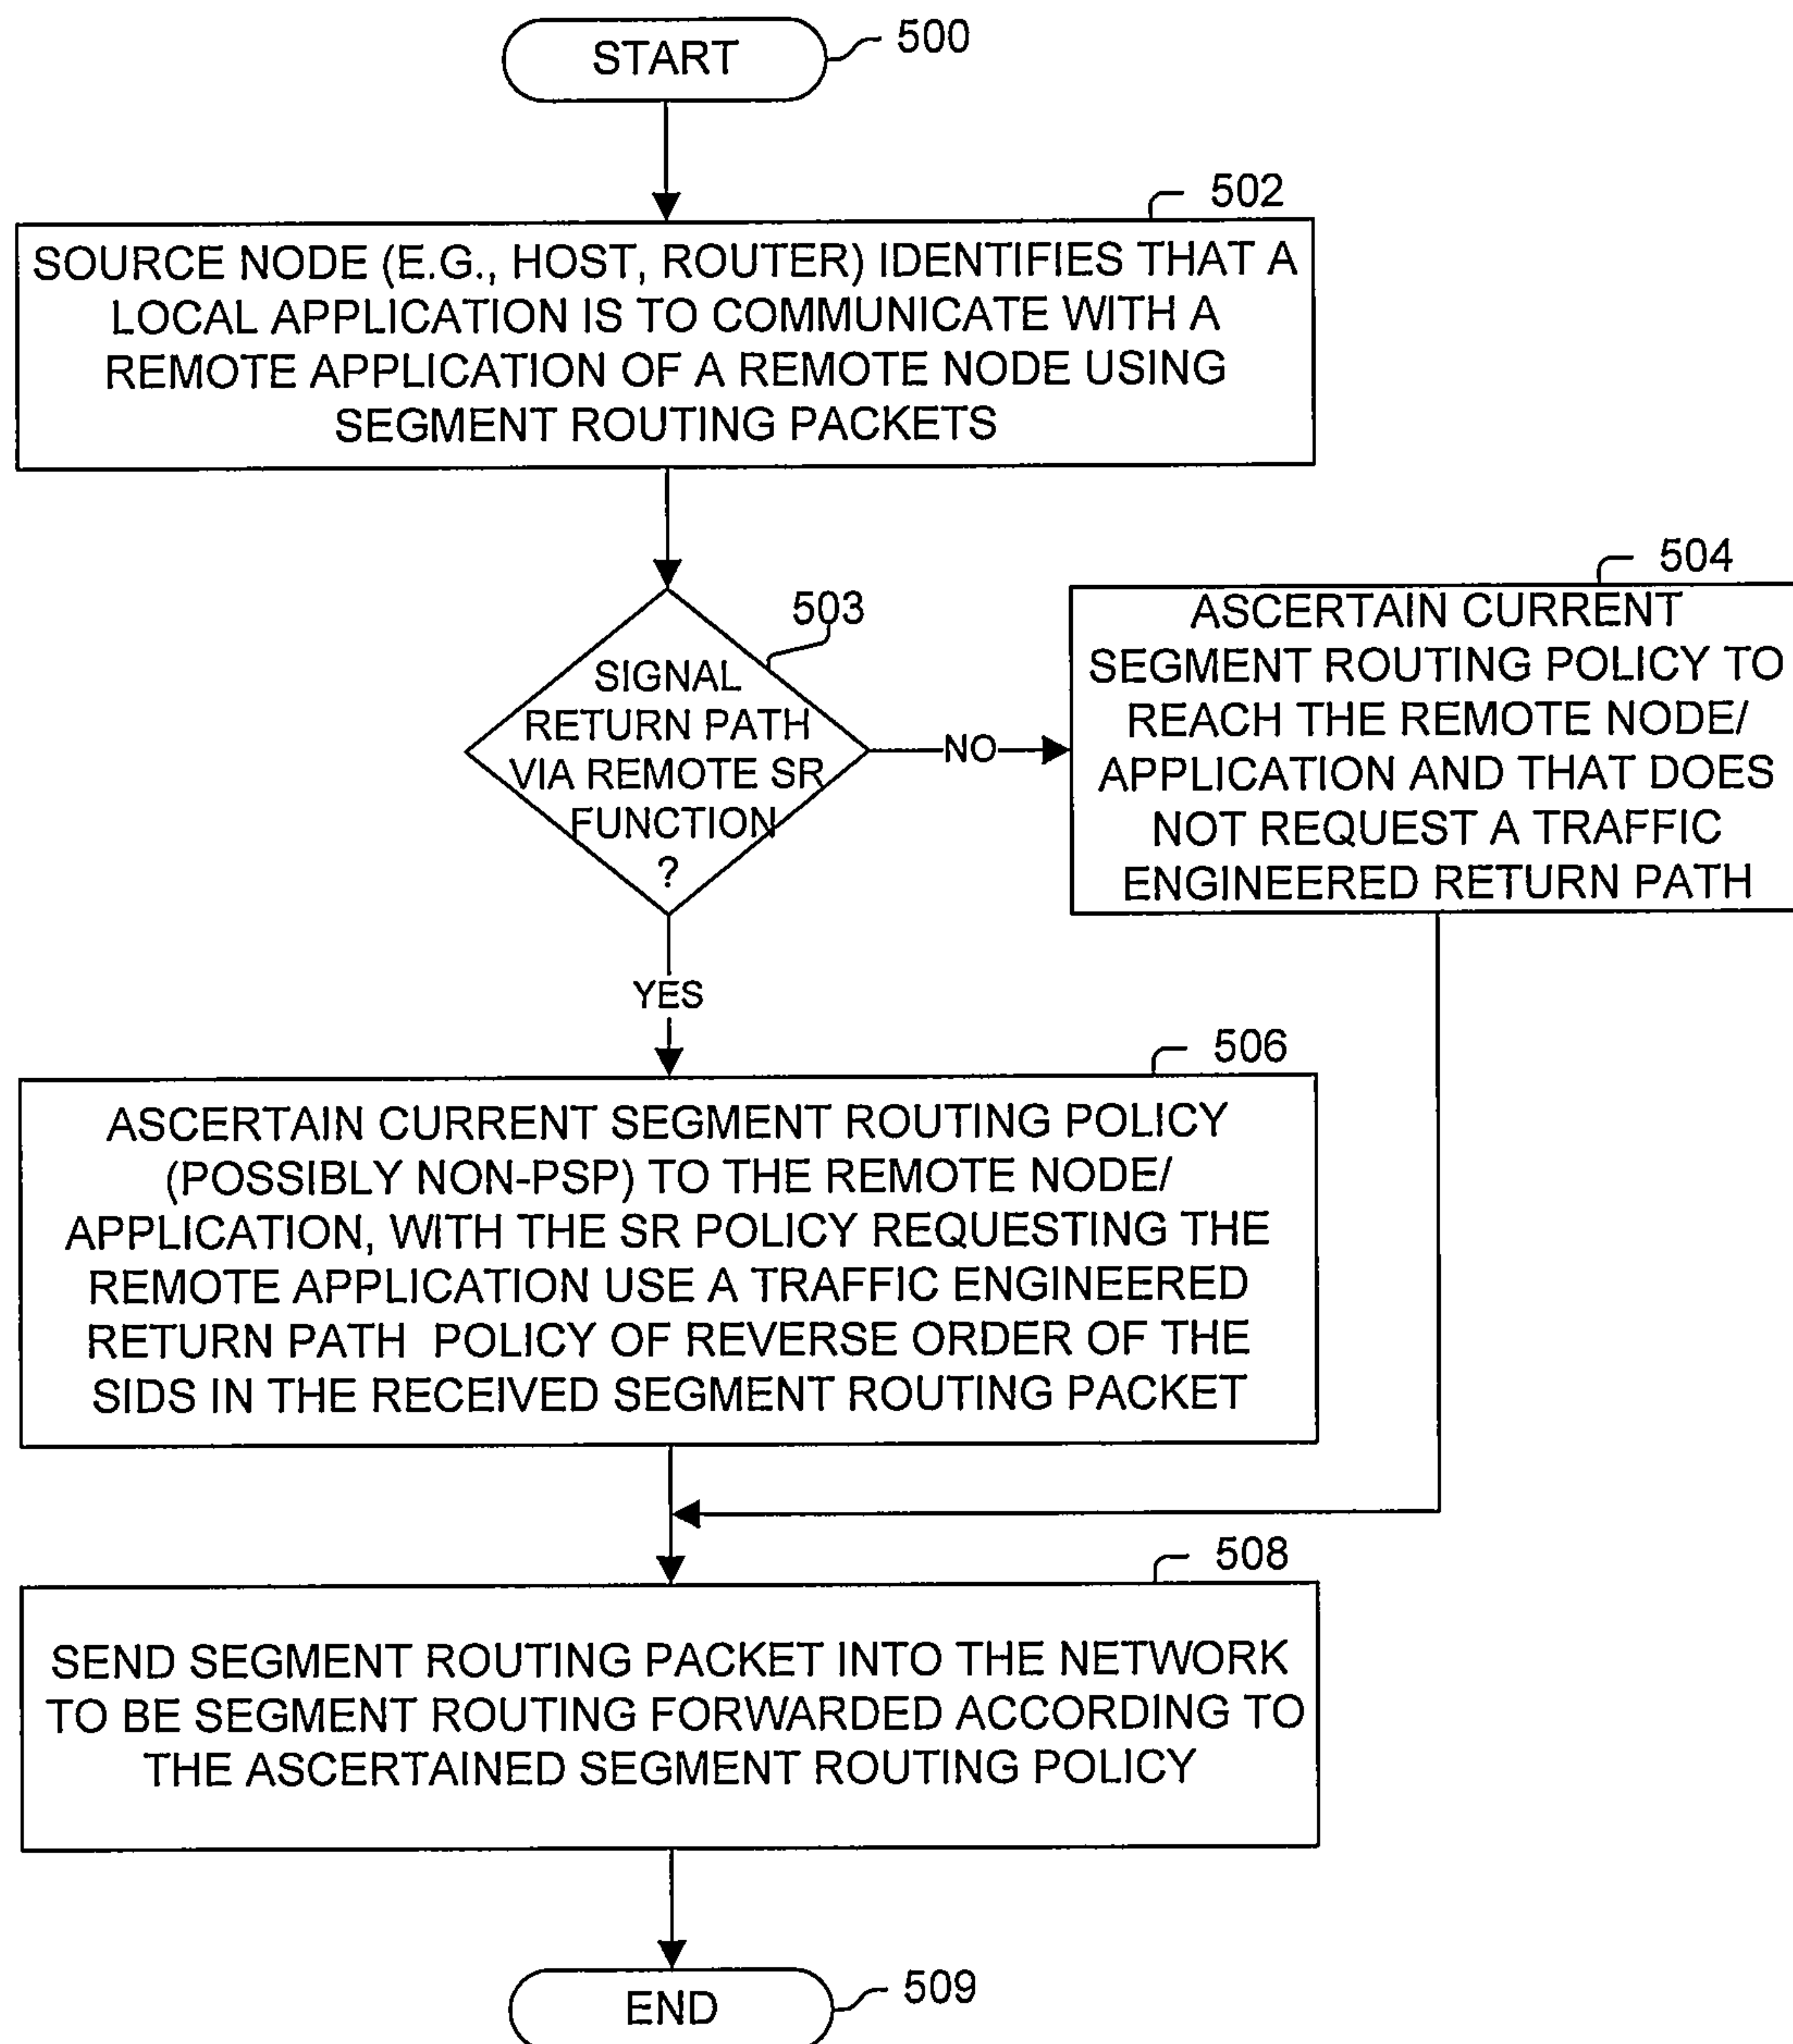 START
500
502
SOURCE NODE (E.G., HOST, ROUTER) IDENTIFIES THAT A
LOCAL APPLICATION IS TO COMMUNICATE WITH A
REMOTE APPLICATION OF A REMOTE NODE USING
SEGMENT ROUTING PACKETS
503
SIGNAL
RETURN PATH
VIA REMOTE SR
FUNCTION
?
NO
504
ASCERTAIN CURRENT
SEGMENT ROUTING POLICY TO
REACH THE REMOTE NODE/
APPLICATION AND THAT DOES
NOT REQUEST A TRAFFIC
ENGINEERED RETURN PATH
YES
506
ASCERTAIN CURRENT SEGMENT ROUTING POLICY
(POSSIBLY NON-PSP) TO THE REMOTE NODE/
APPLICATION, WITH THE SR POLICY REQUESTING THE
REMOTE APPLICATION USE A TRAFFIC ENGINEERED
RETURN PATH POLICY OF REVERSE ORDER OF THE
SIDS IN THE RECEIVED SEGMENT ROUTING PACKET
508
SEND SEGMENT ROUTING PACKET INTO THE NETWORK
TO BE SEGMENT ROUTING FORWARDED ACCORDING TO
THE ASCERTAINED SEGMENT ROUTING POLICY
END
509